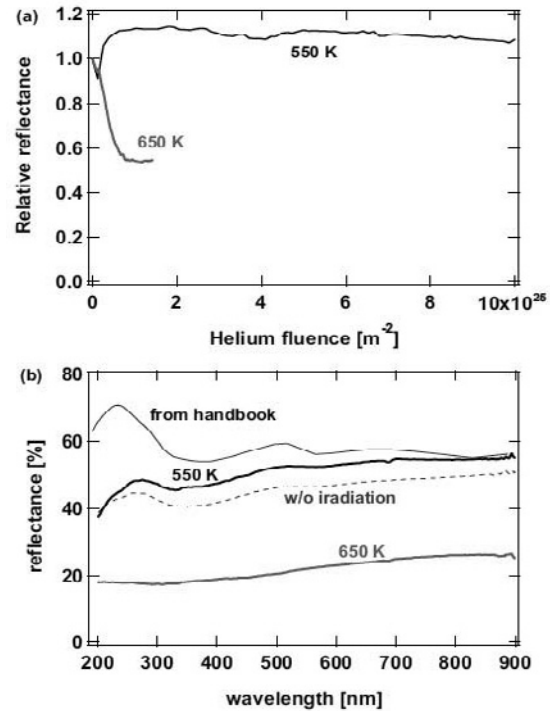 (a)
1.2
1.0
0.8
0.6
0.4
0.2
0.0
Relative reflectance
550 K
650 K
0
2
4
6
8
10x10²⁵
Helium fluence [m⁻²]
(b)
80
60
40
20
0
reflectance [%]
from handbook
550 K
w/o iradiation
650 K
200
300
400
500
600
700
800
900
wavelength [nm]